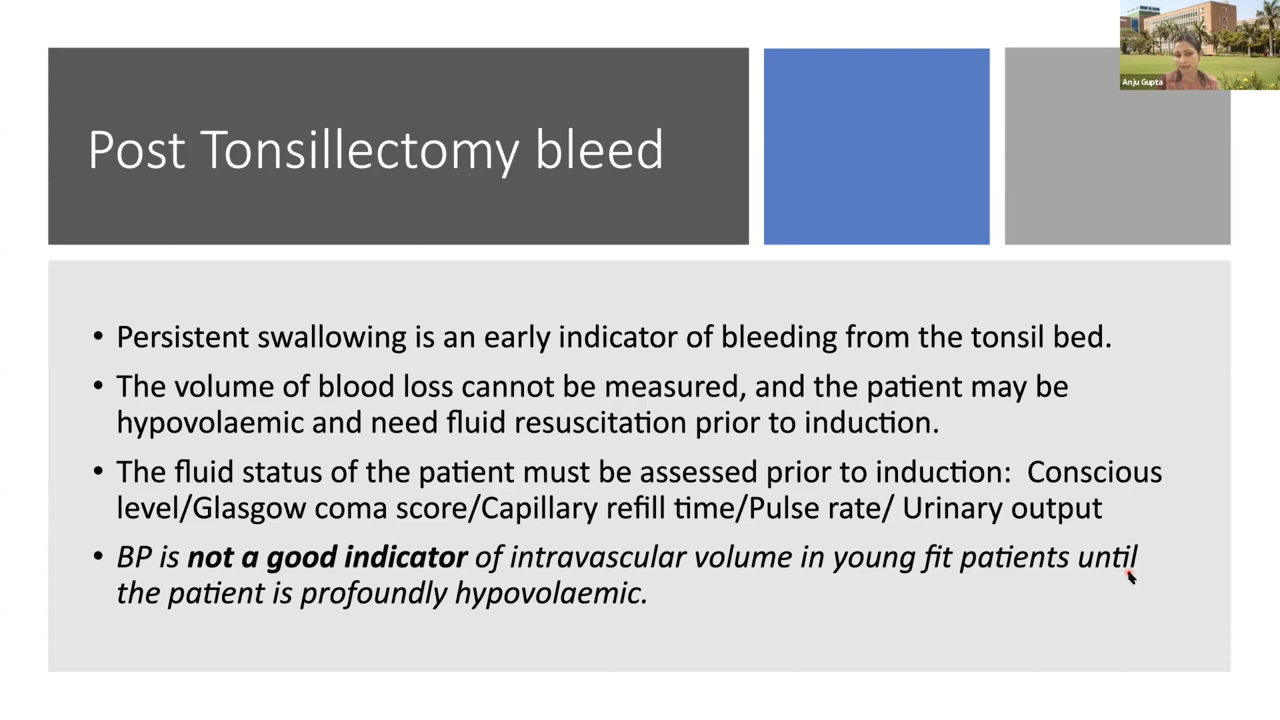 Anju Gupta
Post Tonsillectomy bleed
• Persistent swallowing is an early indicator of bleeding from the tonsil bed.
• The volume of blood loss cannot be measured, and the patient may be
hypovolaemic and need fluid resuscitation prior to induction.
• The fluid status of the patient must be assessed prior to induction:  Conscious
level/Glasgow coma score/Capillary refill time/Pulse rate/ Urinary output
• BP is not a good indicator of intravascular volume in young fit patients until
the patient is profoundly hypovolaemic.